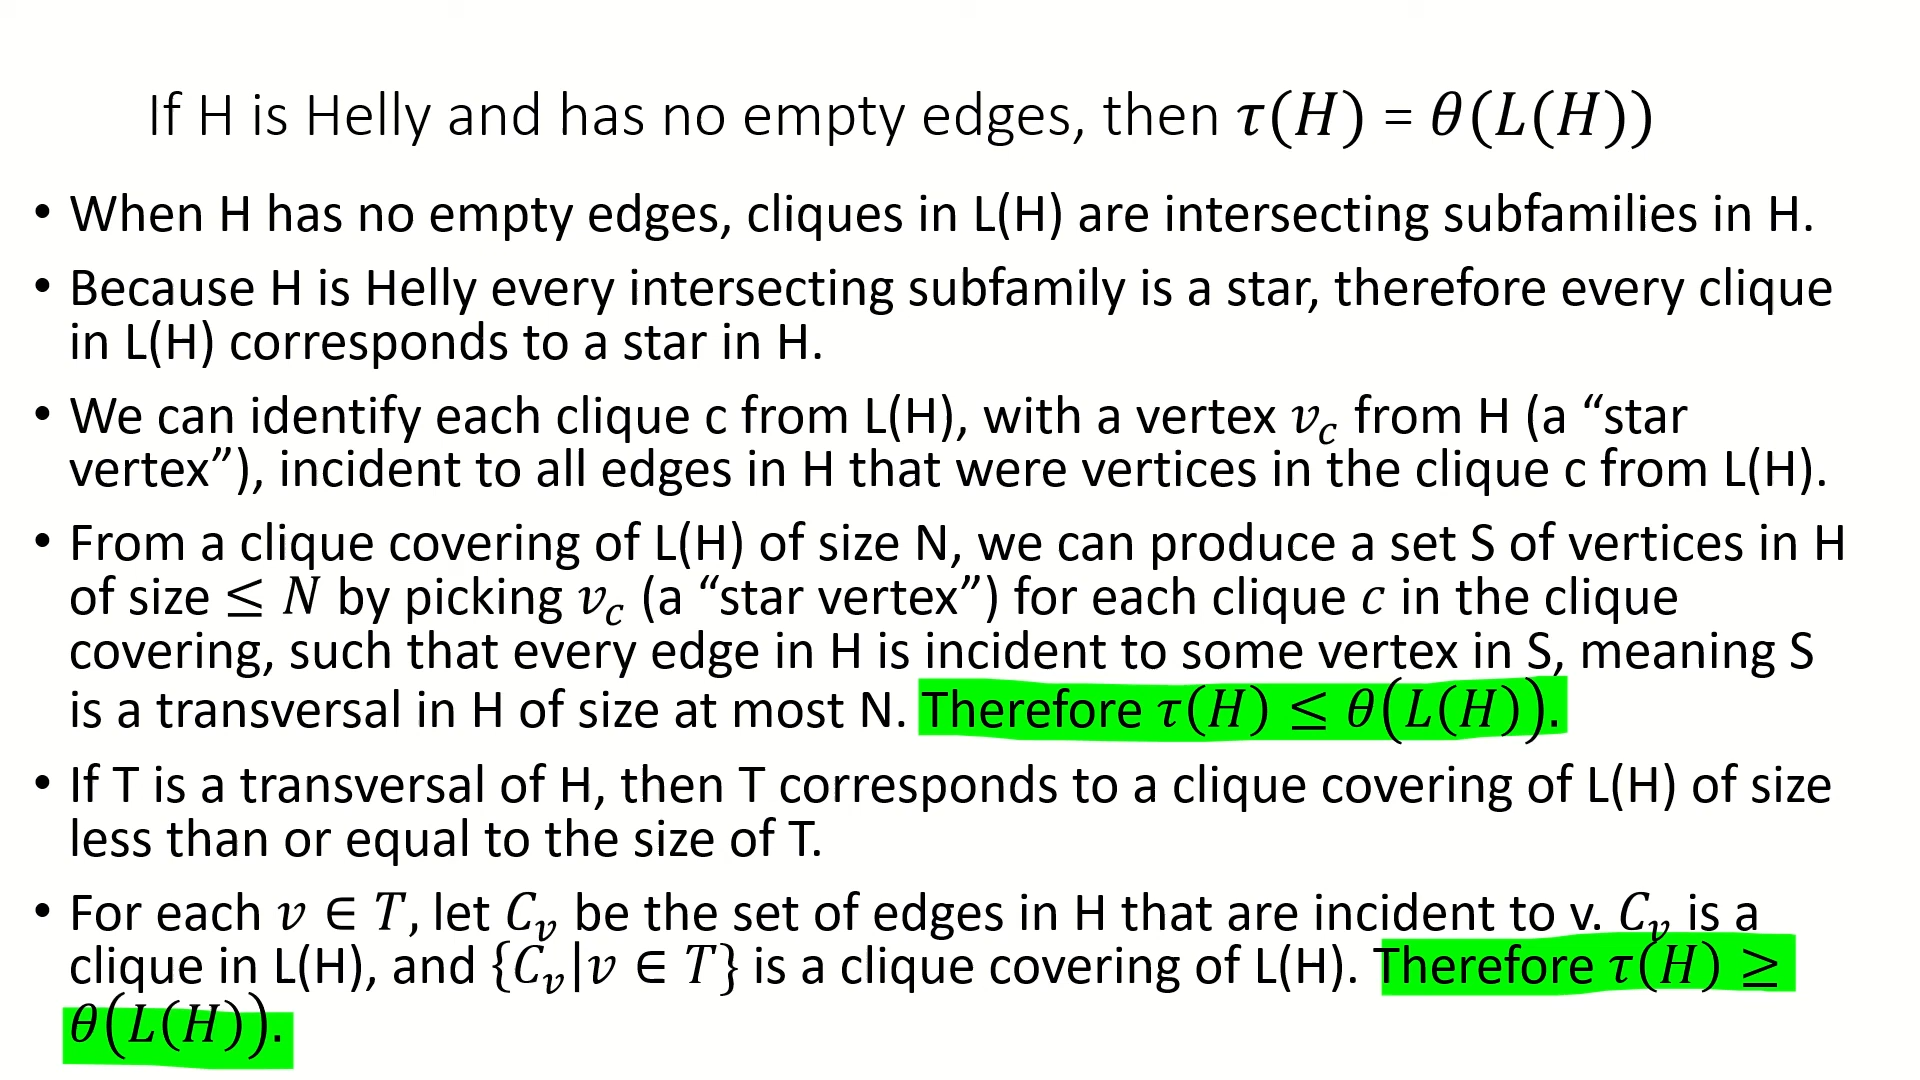 If H is Helly and has no empty edges, then 𝜏(𝐻) = 𝜃(𝐿(𝐻))
• When H has no empty edges, cliques in L(H) are intersecting subfamilies in H.
• Because H is Helly every intersecting subfamily is a star, therefore every clique
in L(H) corresponds to a star in H.
• We can identify each clique c from L(H), with a vertex 𝑣_𝑐 from H (a “star
vertex”), incident to all edges in H that were vertices in the clique c from L(H).
• From a clique covering of L(H) of size N, we can produce a set S of vertices in H
of size ≤ 𝑁 by picking 𝑣_𝑐 (a “star vertex”) for each clique 𝑐 in the clique
covering, such that every edge in H is incident to some vertex in S, meaning S
is a transversal in H of size at most N. Therefore 𝜏(𝐻) ≤ 𝜃(𝐿(𝐻)).
• If T is a transversal of H, then T corresponds to a clique covering of L(H) of size
less than or equal to the size of T.
• For each 𝑣 ∈ 𝑇, let 𝐶_𝑣 be the set of edges in H that are incident to v. 𝐶_𝑣 is a
clique in L(H), and {𝐶_𝑣|𝑣 ∈ 𝑇} is a clique covering of L(H). Therefore 𝜏(𝐻) ≥
𝜃(𝐿(𝐻)).